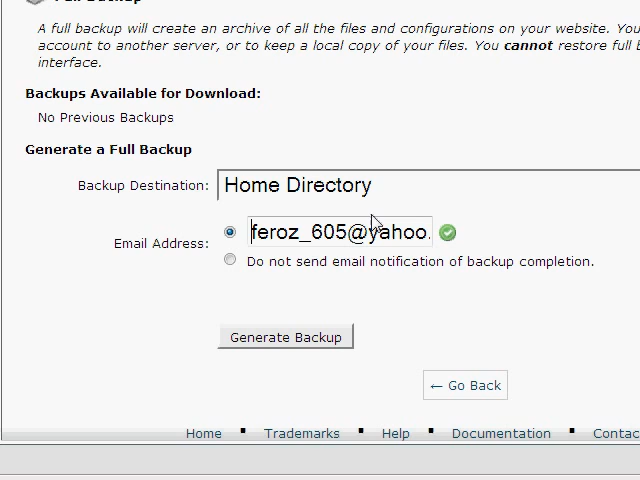 A full backup will create an archive of all the files and configurations on your website. You
account to another server, or to keep a local copy of your files. You cannot restore full
interface.
Backups Available for Download:
No Previous Backups
Generate a Full Backup
Backup Destination: Home Directory
Email Address: feroz_605@yahoo.
Do not send email notification of backup completion.
Generate Backup
← Go Back
Home ▪ Trademarks ▪ Help ▪ Documentation ▪ Contac